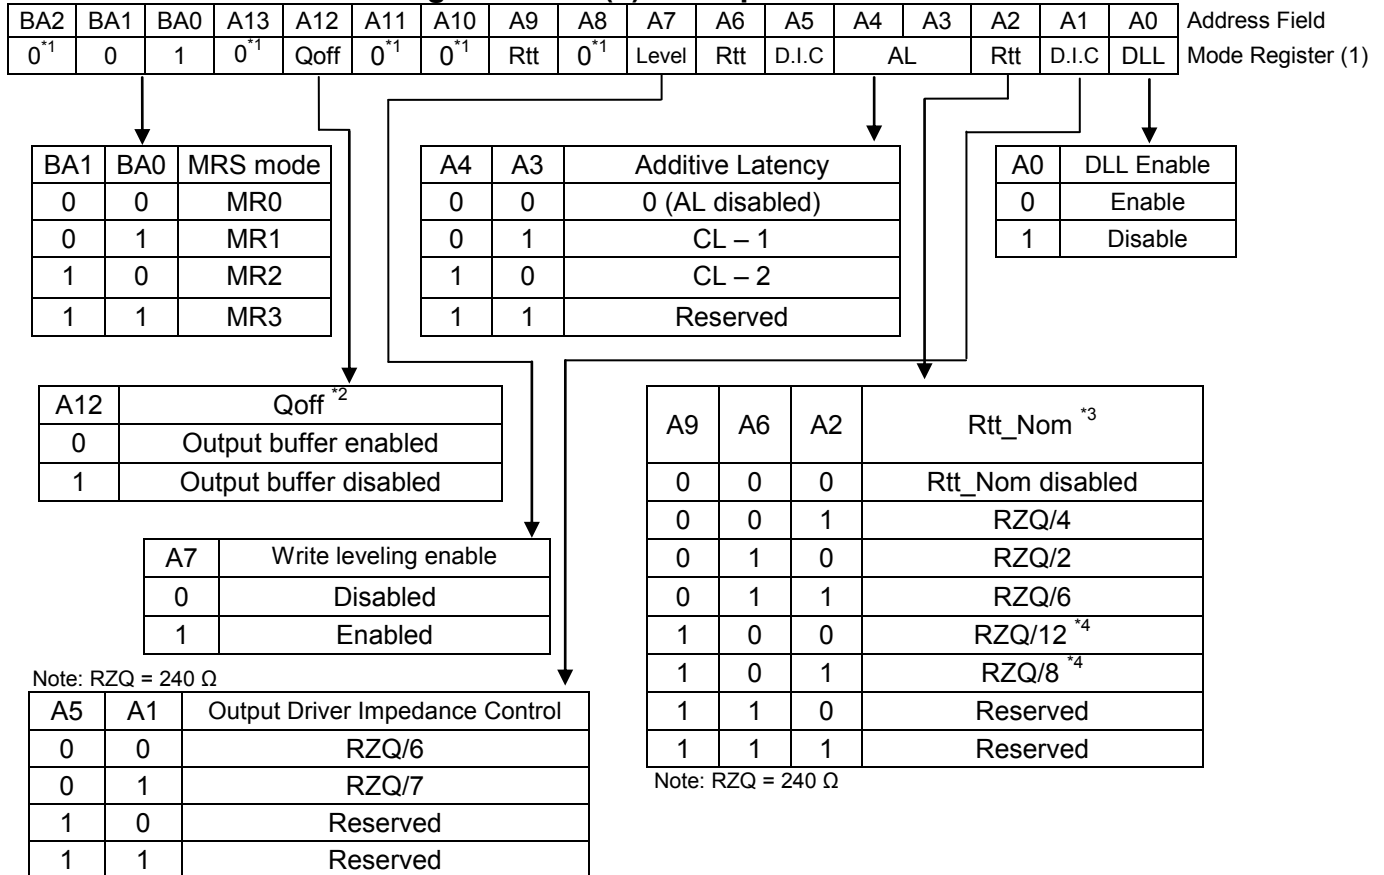 BA2 BA1 BA0 A13 A12 A11 A10 A9 A8 A7 A6 A5 A4 A3 A2 A1 A0 Address Field
0*1 0 1 0*1 Qoff 0*1 0*1 Rtt 0*1 Level Rtt D.I.C AL Rtt D.I.C DLL Mode Register (1)
BA1 BA0 MRS mode
0 0 MR0
0 1 MR1
1 0 MR2
1 1 MR3
A4 A3 Additive Latency
0 0 0 (AL disabled)
0 1 CL – 1
1 0 CL – 2
1 1 Reserved
A0 DLL Enable
0 Enable
1 Disable
A12 Qoff *2
0 Output buffer enabled
1 Output buffer disabled
A7 Write leveling enable
0 Disabled
1 Enabled
Note: RZQ = 240 Ω
A5 A1 Output Driver Impedance Control
0 0 RZQ/6
0 1 RZQ/7
1 0 Reserved
1 1 Reserved
A9 A6 A2 Rtt_Nom *3
0 0 0 Rtt_Nom disabled
0 0 1 RZQ/4
0 1 0 RZQ/2
0 1 1 RZQ/6
1 0 0 RZQ/12 *4
1 0 1 RZQ/8 *4
1 1 0 Reserved
1 1 1 Reserved
Note: RZQ = 240 Ω